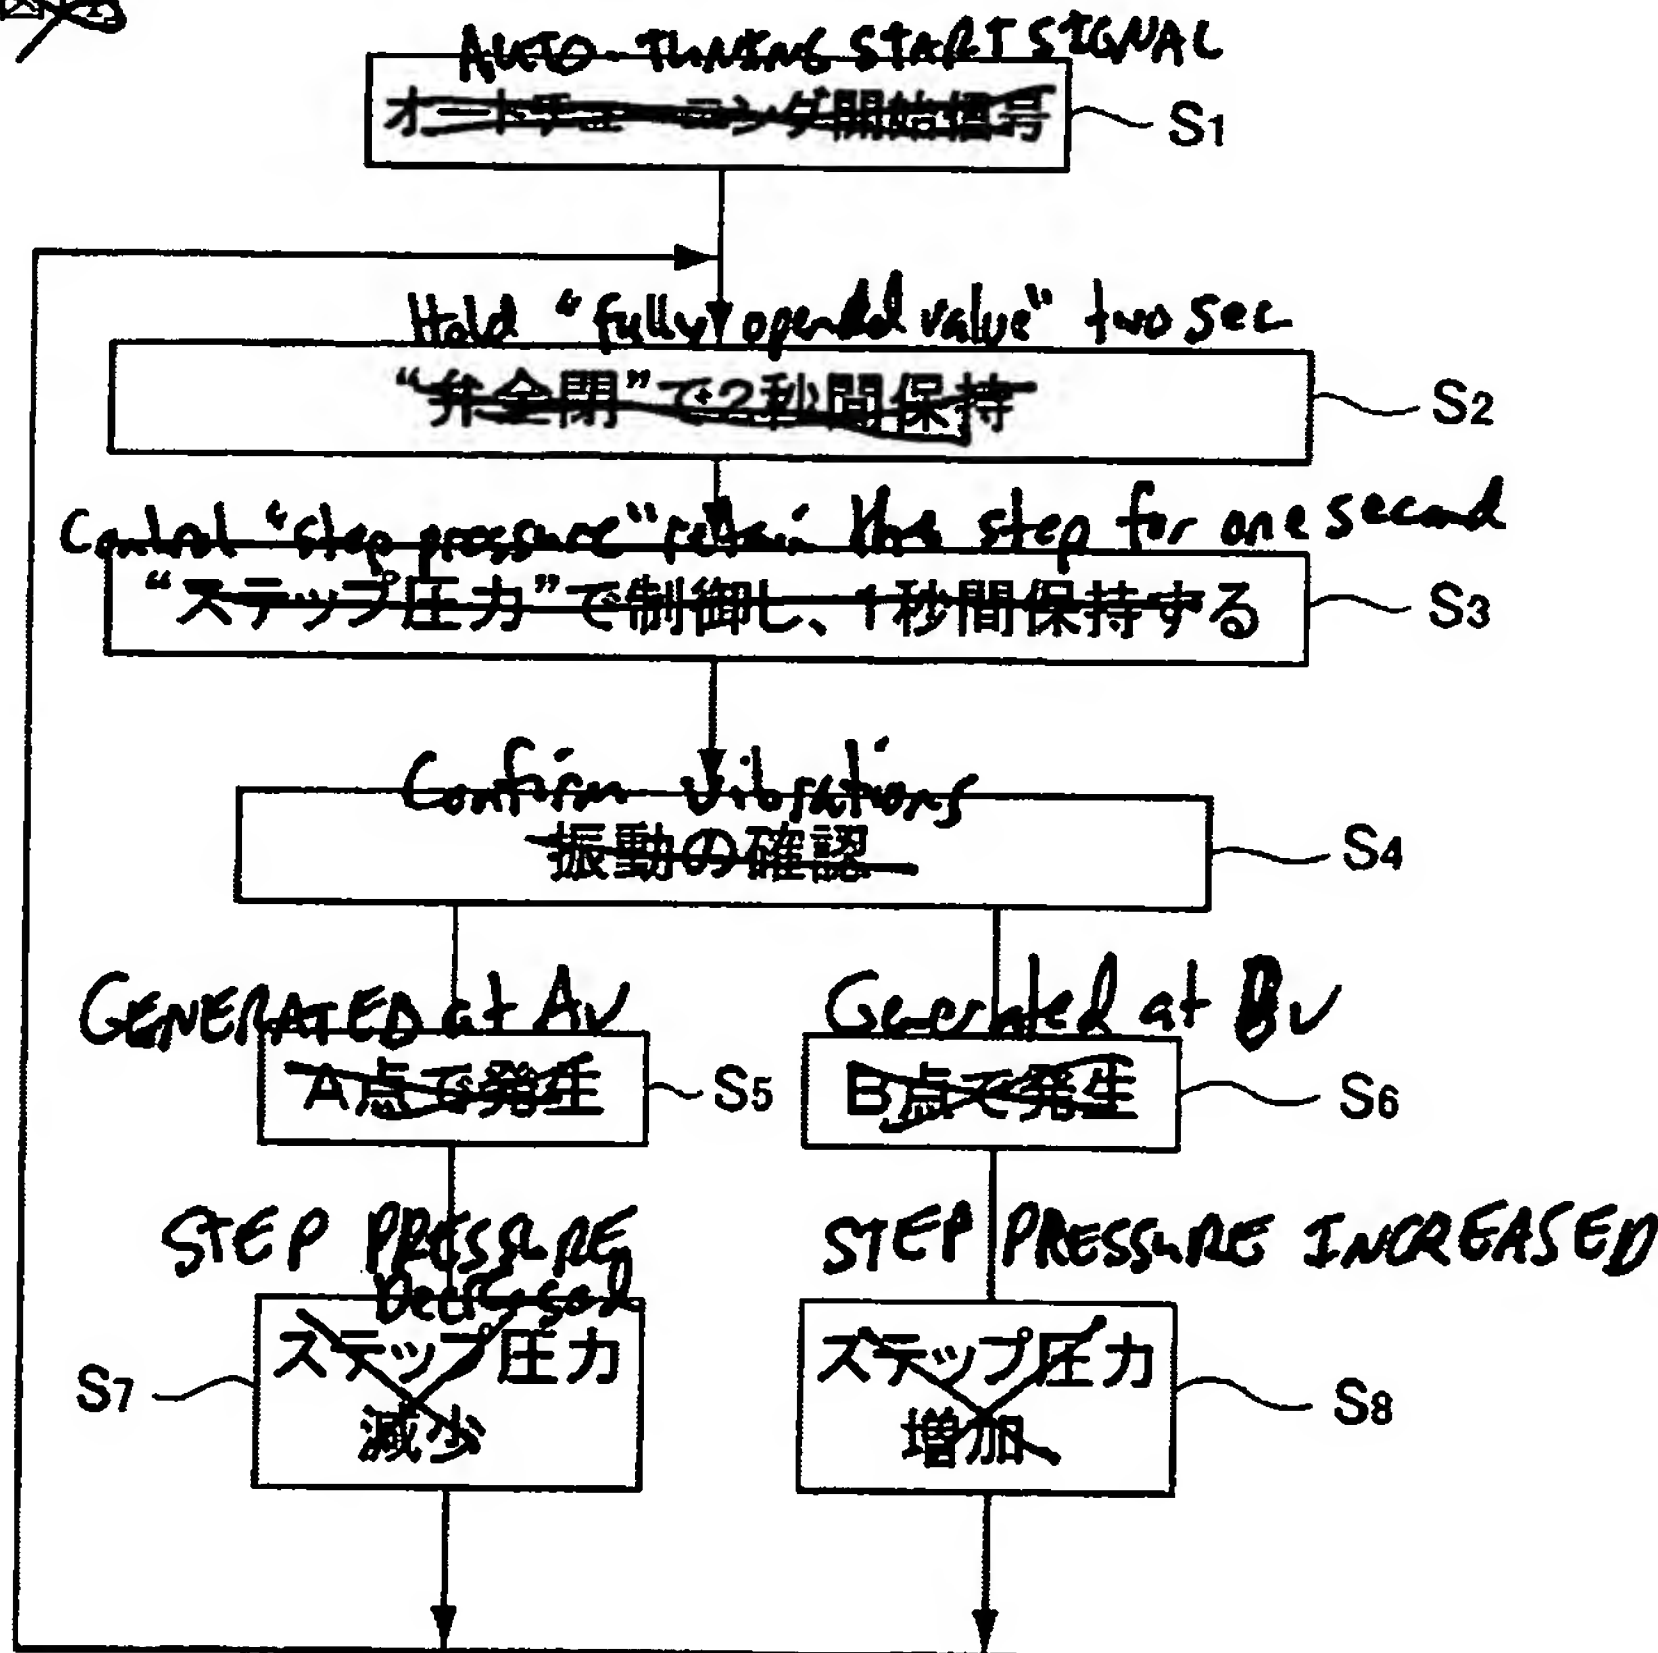 AUTO-TUNING START SIGNAL
オートチューニング開始信号
S1
Hold "fully opened value" two sec
“弁全閉”で2秒間保持
S2
Control "step pressure" retain this step for one second
“ステップ圧力”で制御し、1秒間保持する
S3
Confirm vibrations
振動の確認
S4
GENERATED at Av
A点で発生
S5
Generated at Bv
B点で発生
S6
STEP PRESSURE
Decreased
ステップ圧力
減少
S7
STEP PRESSURE INCREASED
ステップ圧力
増加
S8